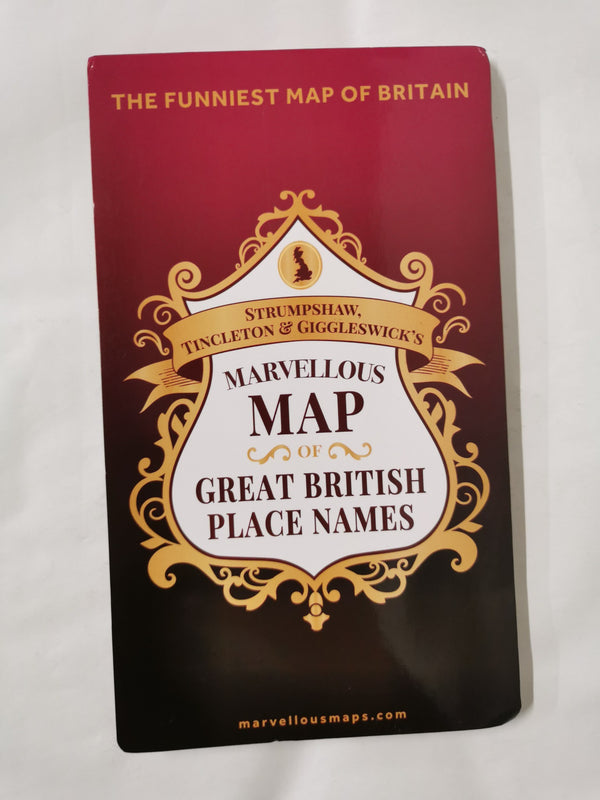 THE FUNNIEST MAP OF BRITAIN
STRUMPSHAW,
TINCLETON & GIGGLESWICK'S
MARVELLOUS
MAP
OF
GREAT BRITISH
PLACE NAMES
marvellousmaps.com